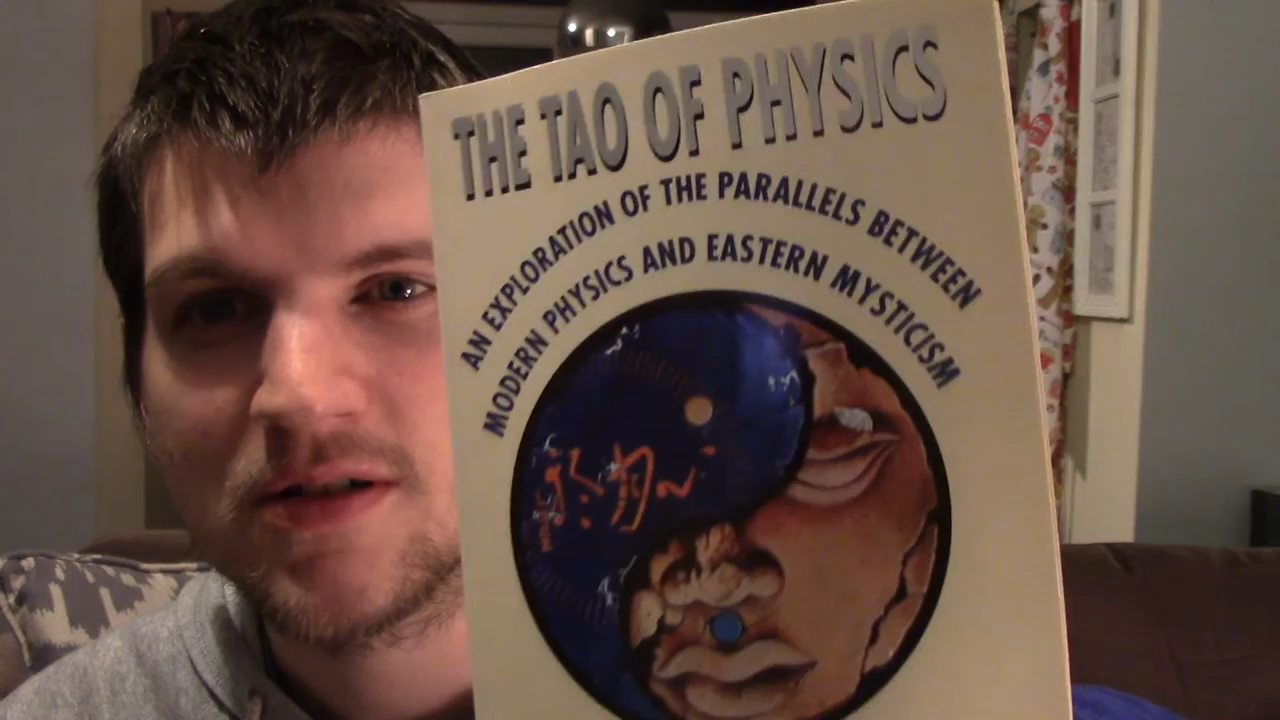 THE TAO OF PHYSICS
AN EXPLORATION OF THE PARALLELS BETWEEN
MODERN PHYSICS AND EASTERN MYSTICISM